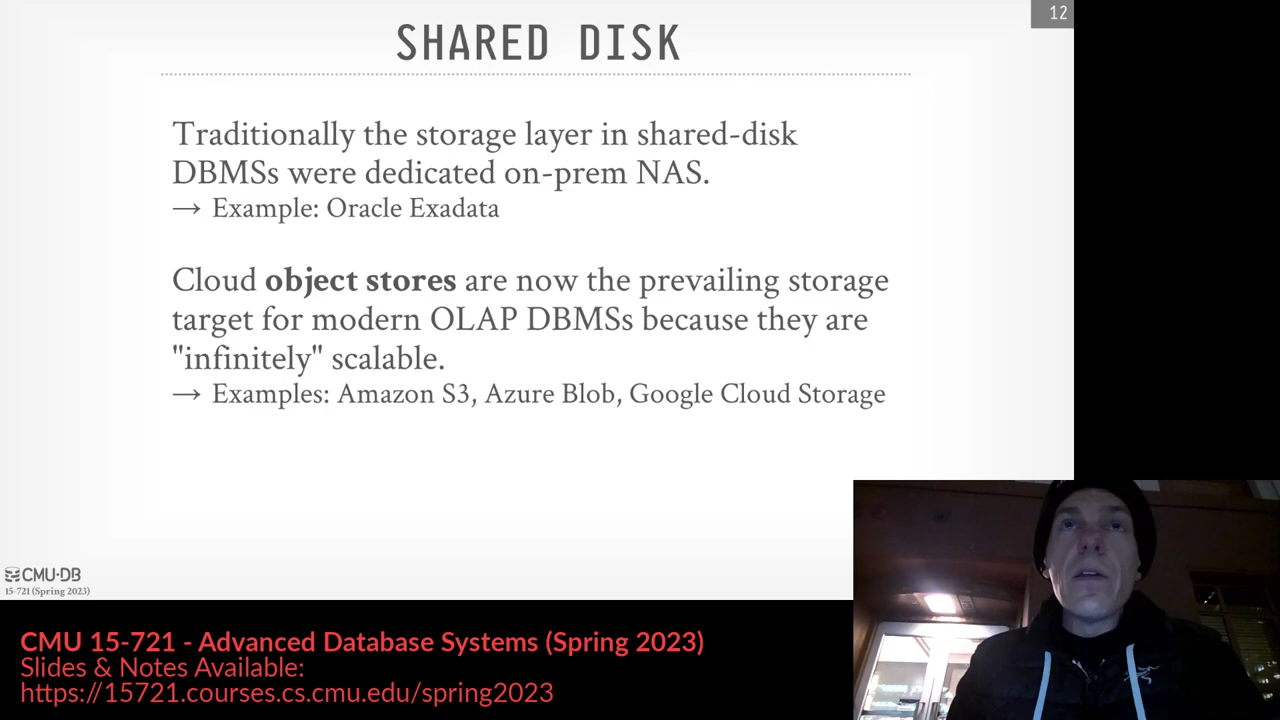 12
SHARED DISK
Traditionally the storage layer in shared-disk
DBMSs were dedicated on-prem NAS.
→ Example: Oracle Exadata
Cloud object stores are now the prevailing storage
target for modern OLAP DBMSs because they are
"infinitely" scalable.
→ Examples: Amazon S3, Azure Blob, Google Cloud Storage
CMU·DB
15-721 (Spring 2023)
CMU 15-721 - Advanced Database Systems (Spring 2023)
Slides & Notes Available:
https://15721.courses.cs.cmu.edu/spring2023